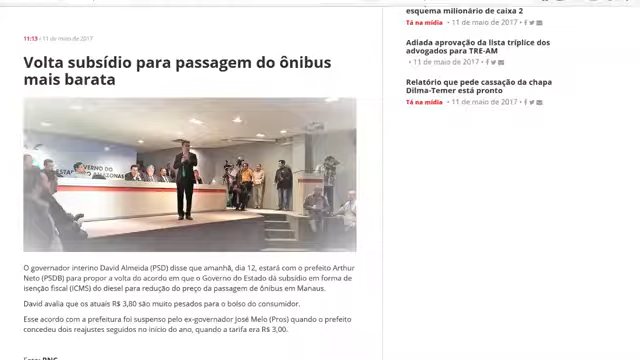 11:13 • 11 de maio de 2017
Volta subsídio para passagem do ônibus
mais barata
GOVERNO DO
ESTADO DO AMAZONAS
O governador interino David Almeida (PSD) disse que amanhã, dia 12, estará com o prefeito Arthur
Neto (PSDB) para propor a volta do acordo em que o Governo do Estado dá subsídio em forma de
isenção fiscal (ICMS) do diesel para redução do preço da passagem de ônibus em Manaus.
David avalia que os atuais R$ 3,80 são muito pesados para o bolso do consumidor.
Esse acordo com a prefeitura foi suspenso pelo ex-governador José Melo (Pros) quando o prefeito
concedeu dois reajustes seguidos no início do ano, quando a tarifa era R$ 3,00.
esquema milionário de caixa 2
Tá na mídia • 11 de maio de 2017 •
Adiada aprovação da lista tríplice dos
advogados para TRE-AM
• 11 de maio de 2017 •
Relatório que pede cassação da chapa
Dilma-Temer está pronto
Tá na mídia • 11 de maio de 2017 •